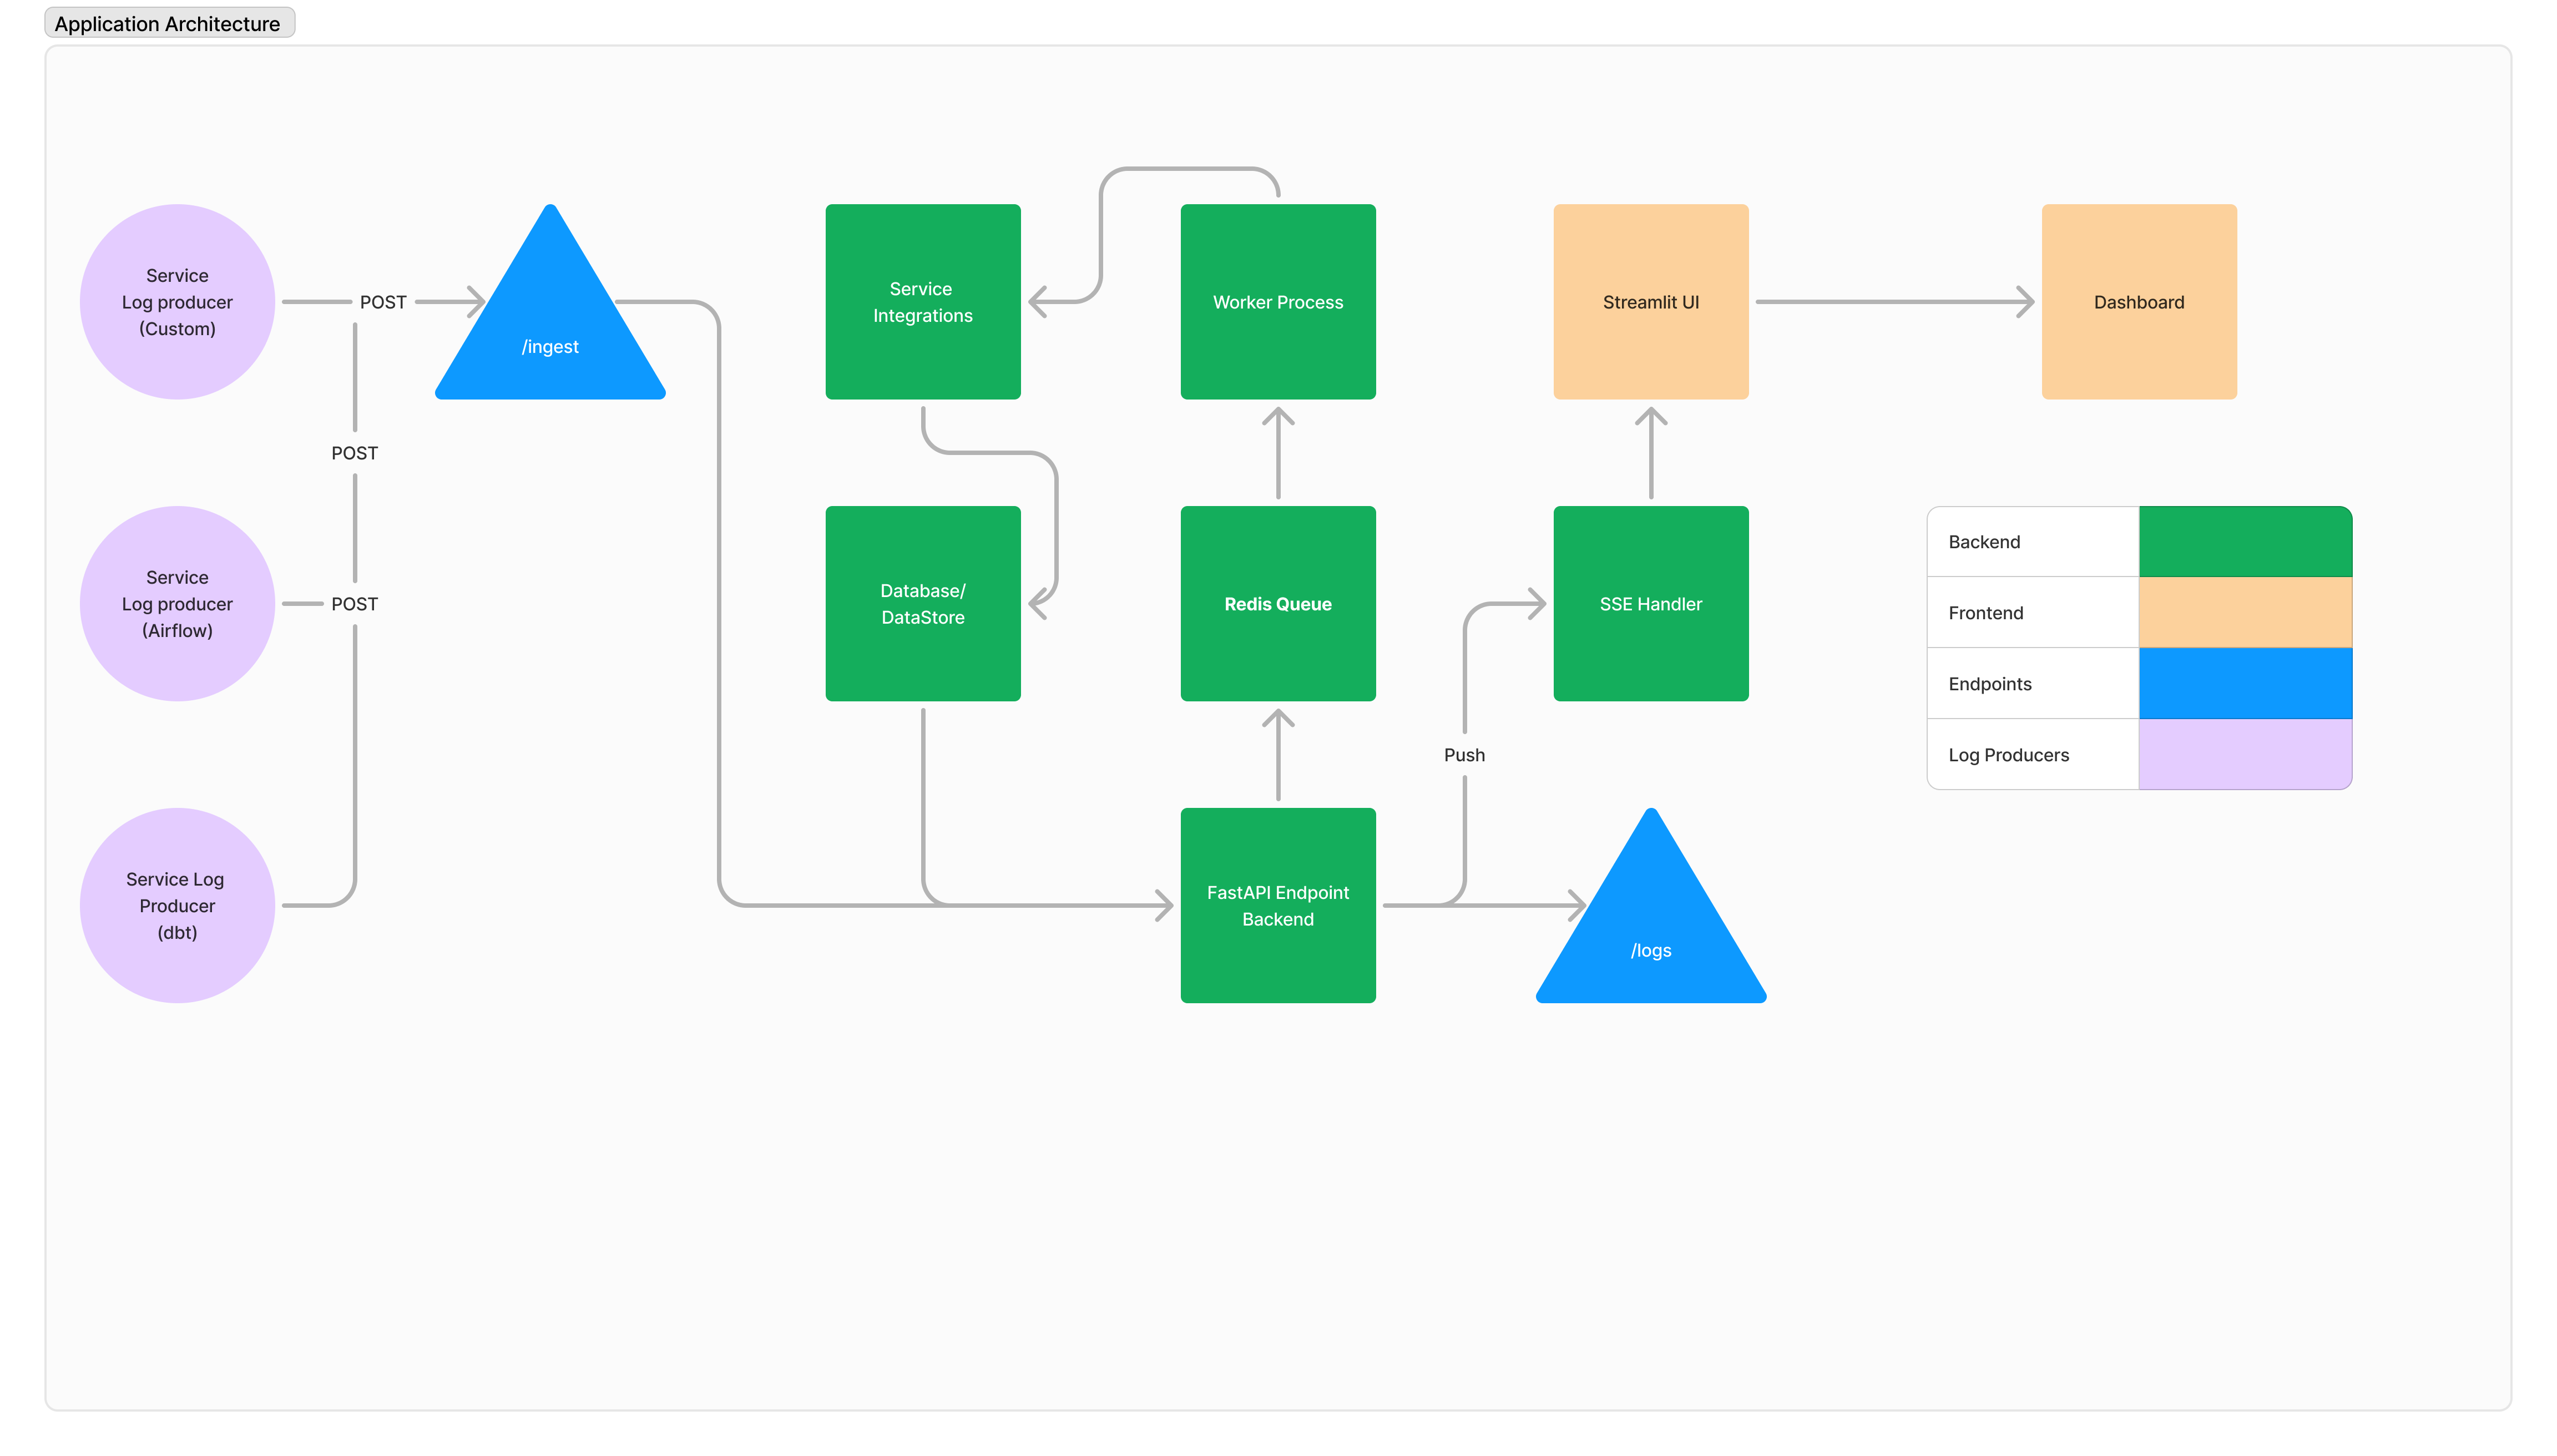 Application Architecture
Service
Log producer
(Custom)
POST
/ingest
Service
Integrations
Worker Process
Streamlit UI
Dashboard
POST
Service
Log producer
(Airflow)
POST
Database/
DataStore
Redis Queue
SSE Handler
Backend
Frontend
Endpoints
Log Producers
Push
Service Log
Producer
(dbt)
FastAPI Endpoint
Backend
/logs